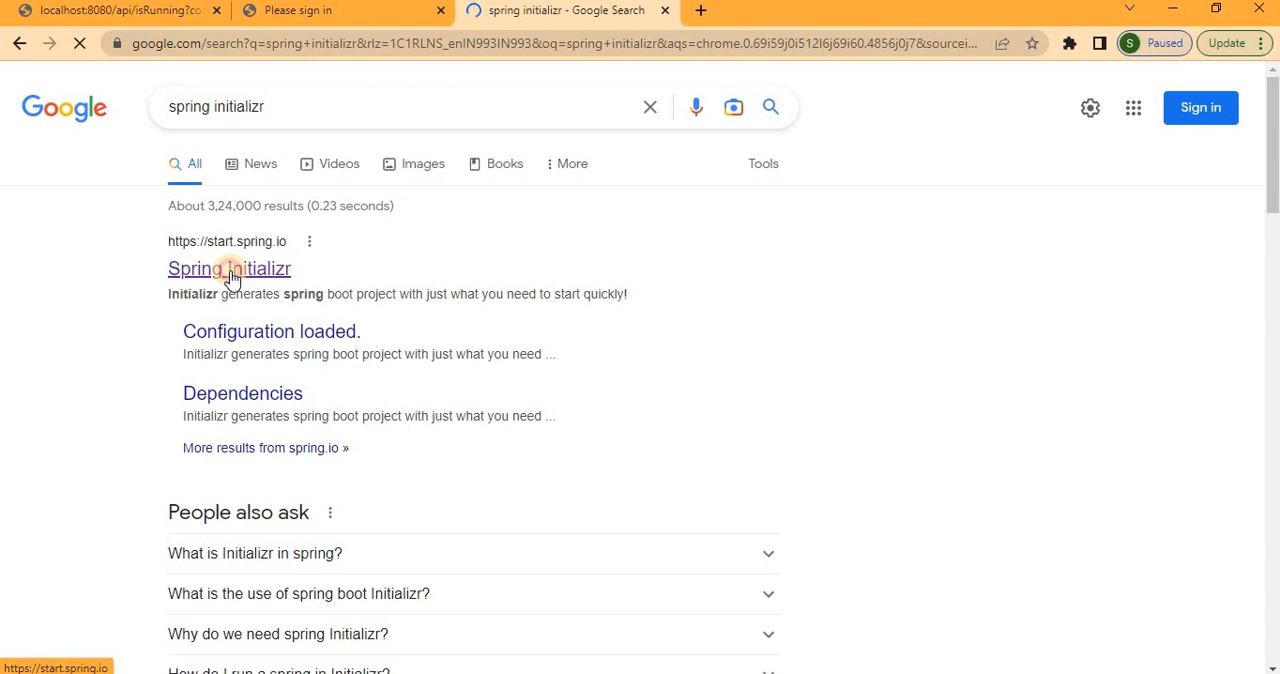 localhost:8080/api/isRunning?co
Please sign in
spring initializr - Google Search
google.com/search?q=spring+initializr&rlz=1C1RLNS_enIN993IN993&oq=spring+initializr&aqs=chrome.0.69i59j0i512l6j69i60.4856j0j7&sourcei...
S Paused
Update
Google
spring initializr
Sign in
All News Videos Images Books More Tools
About 3,24,000 results (0.23 seconds)
https://start.spring.io
Spring Initializr
Initializr generates spring boot project with just what you need to start quickly!
Configuration loaded.
Initializr generates spring boot project with just what you need ...
Dependencies
Initializr generates spring boot project with just what you need ...
More results from spring.io »
People also ask
What is Initializr in spring?
What is the use of spring boot Initializr?
Why do we need spring Initializr?
How do I run a spring in Initializr?
https://start.spring.io